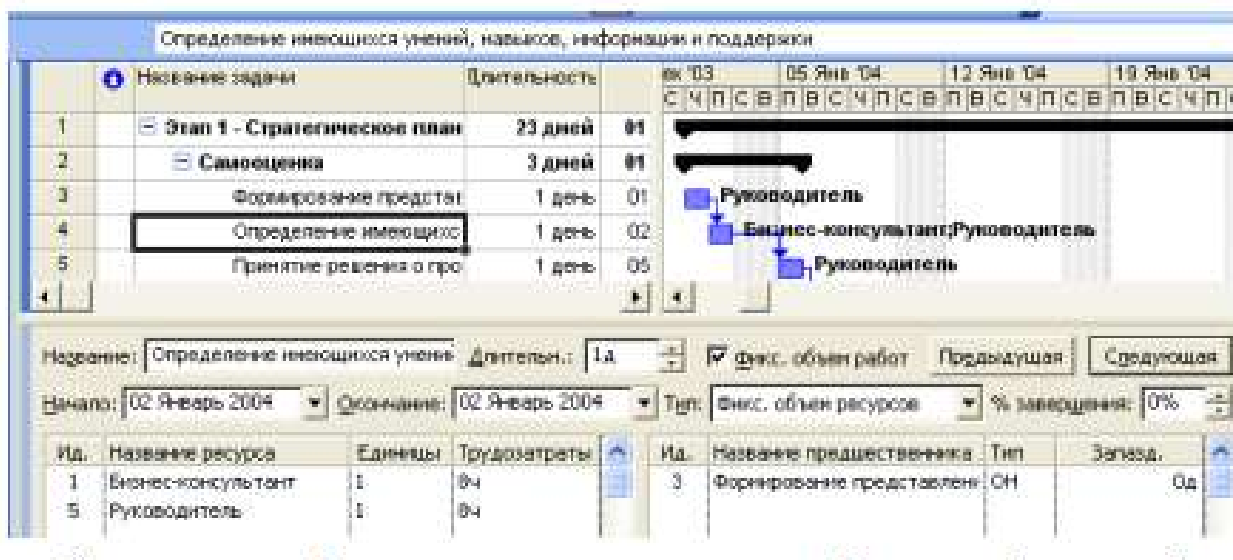 Определение имеющихся умений, навыков, информации и поддержки
Название задачи Длительность ек '03 05 Янв '04 12 Янв '04 19 Янв '04
С Ч П С В П В С Ч П С В П В С Ч П С В П В С Ч П
1 Этап 1 - Стратегическое план 23 дней 01
2 Самооценка 3 дней 01
3 Формирование представ 1 день 01 Руководитель
4 Определение имеющихс 1 день 02 Бизнес-консультант;Руководитель
5 Принятие решения о про 1 день 05 Руководитель
Название: Определение имеющихся умений Длительн.: 1д Фикс. объем работ Предыдущая Следующая
Начало: 02 Январь 2004 Окончание: 02 Январь 2004 Тип: Фикс. объем ресурсов % завершения: 0%
Ид. Название ресурса Единицы Трудозатраты Ид. Название предшественника Тип Запазд.
1 Бизнес-консультант 1 8ч 3 Формирование представлени ОН 0д
5 Руководитель 1 8ч